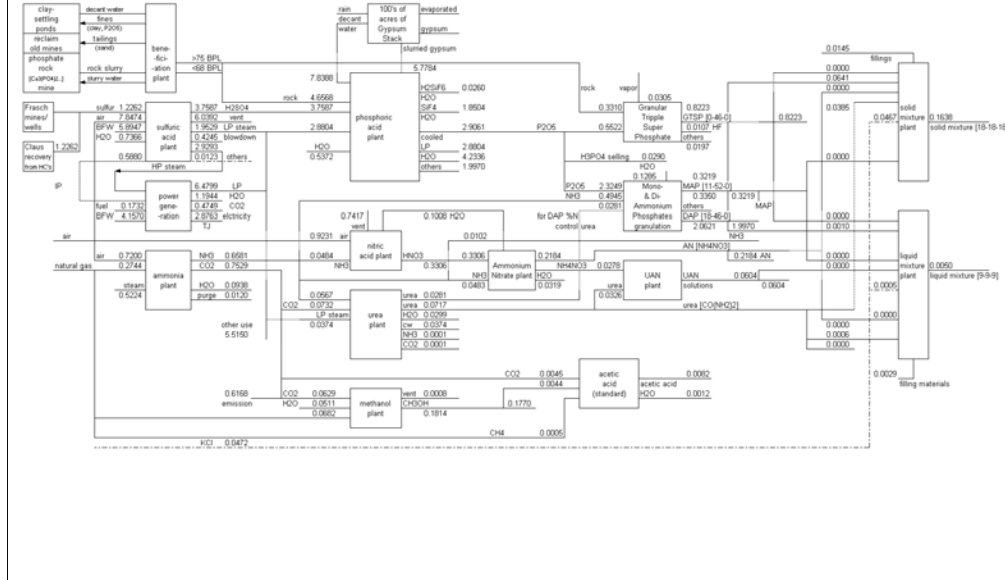 clay-
settling
ponds
reclaim
old mines
phosphate
rock
[Ca3(PO4)2...]
mine
decant water
fines
(clay, P2O5)
tailings
(sand)
rock slurry
slurry water
bene-
fici-
ation
plant
>75 BPL
<68 BPL
rain
decant
water
100's of
acres of
Gypsum
Stack
evaporated
gypsum
slurried gypsum
5.7784
7.8388
rock 4.6568
3.7587
2.8804
H2O
0.5372
phosphoric
acid
plant
H2SiF6 0.0260
H2O
SiF4 1.8504
H2O
2.9061
cooled
LP 2.8804
H2O 4.2336
others 1.9970
Frasch
mines/
wells
Claus
recovery
from HC's
1.2262
sulfur 1.2262
air 7.8474
BFW 5.8947
H2O 0.7366
0.5880
sulfuric
acid
plant
3.7587 H2SO4
6.0392 vent
1.9529 LP steam
0.4245 blowdown
2.9293
0.0123 others
HP steam
IP
fuel 0.1732
BFW 4.1570
power
gene-
ration
6.4799 LP
1.1944 H2O
0.4749 CO2
2.8763 elctricity
TJ
air
air 0.7200
natural gas 0.2744
steam
0.5224
ammonia
plant
NH3 0.6581
CO2 0.7529
H2O 0.0938
purge 0.0120
0.7417
vent
0.9231 air
0.0484
NH3
nitric
acid plant
0.1008 H2O
0.0102
HNO3
0.3306
0.3306
NH3
0.0483
Ammonium
Nitrate plant
0.2184
NH4NO3
H2O
0.0319
0.0567
CO2 0.0732
LP steam
0.0374
urea
plant
urea 0.0281
urea 0.0717
H2O 0.0299
cw 0.0374
NH3 0.0001
CO2 0.0001
other use
5.5150
0.0278
urea
0.0326
UAN
plant
UAN
solutions
0.0604
0.0604
urea [CO(NH2)2]
0.6168
emission
CO2 0.0629
H2O 0.0511
0.0682
methanol
plant
vent 0.0008
CH3OH
0.1814
0.1770
CO2 0.0045
0.0044
CH4 0.0005
acetic
acid
(standard)
0.0082
acetic acid
H2O 0.0012
KCl 0.0472
rock
vapor
0.0305
0.3310
P2O5 0.5522
Granular
Tripple
Super
Phosphate
0.8223
GTSP [0-46-0]
0.0107 HF
others
0.0197
0.8223
H3PO4 selling 0.0290
H2O
0.1285
P2O5 2.3249
NH3 0.4945
0.0281
for DAP %N
control urea
Mono-
& Di-
Ammonium
Phosphates
granulation
0.3219
MAP [11-52-0]
0.3350
others
DAP [18-46-0]
2.0621
0.3219
MAP
1.9970
NH3
AN [NH4NO3]
0.2184 AN
0.0145
fillings
0.0000
0.0641
0.0000
0.0385
0.0467
0.0000
solid
mixture
plant
0.1638
solid mixture [18-18-18
0.0000
0.0010
0.0000
0.0000
0.0005
0.0000
0.0000
0.0006
0.0000
liquid
mixture
plant
0.0050
liquid mixture [9-9-9]
0.0029
filling materials